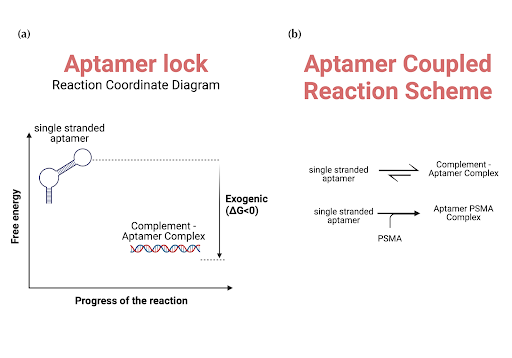 (a)
Aptamer lock
Reaction Coordinate Diagram
single stranded
aptamer
Free energy
Complement -
Aptamer Complex
Exogenic
(ΔG<0)
Progress of the reaction
(b)
Aptamer Coupled
Reaction Scheme
single stranded
aptamer
Complement -
Aptamer Complex
single stranded
aptamer
PSMA
Aptamer PSMA
Complex